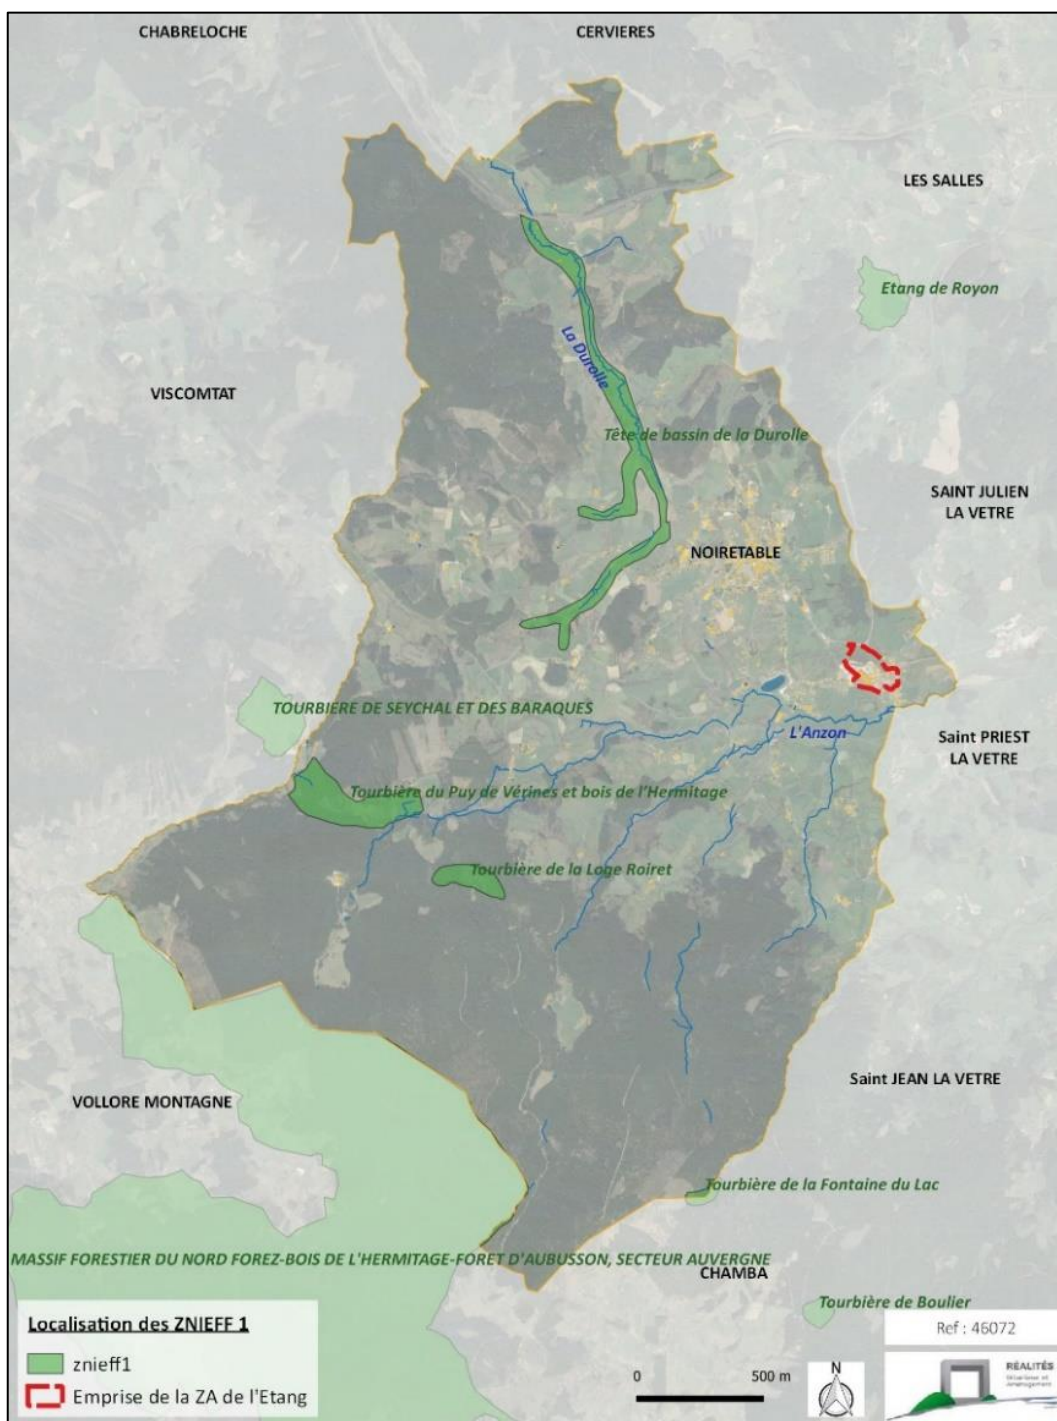 CHABRELOCHE
CERVIERES
LES SALLES
Etang de Royon
La Durolle
VISCOMTAT
Tête de bassin de la Durolle
SAINT JULIEN
LA VETRE
NOIRETABLE
TOURBIERE DE SEYCHAL ET DES BARAQUES
L'Anzon
Saint PRIEST
LA VETRE
Tourbière du Puy de Vérines et bois de l'Hermitage
Tourbière de la Loge Roiret
Saint JEAN LA VETRE
VOLLORE MONTAGNE
Tourbière de la Fontaine du Lac
MASSIF FORESTIER DU NORD FOREZ-BOIS DE L'HERMITAGE-FORET D'AUBUSSON, SECTEUR AUVERGNE
CHAMBA
Tourbière de Boulier
Localisation des ZNIEFF 1
znieff1
Emprise de la ZA de l'Etang
0 500 m
N
Ref : 46072
RÉALITÉS
Urbanisme et
Aménagement